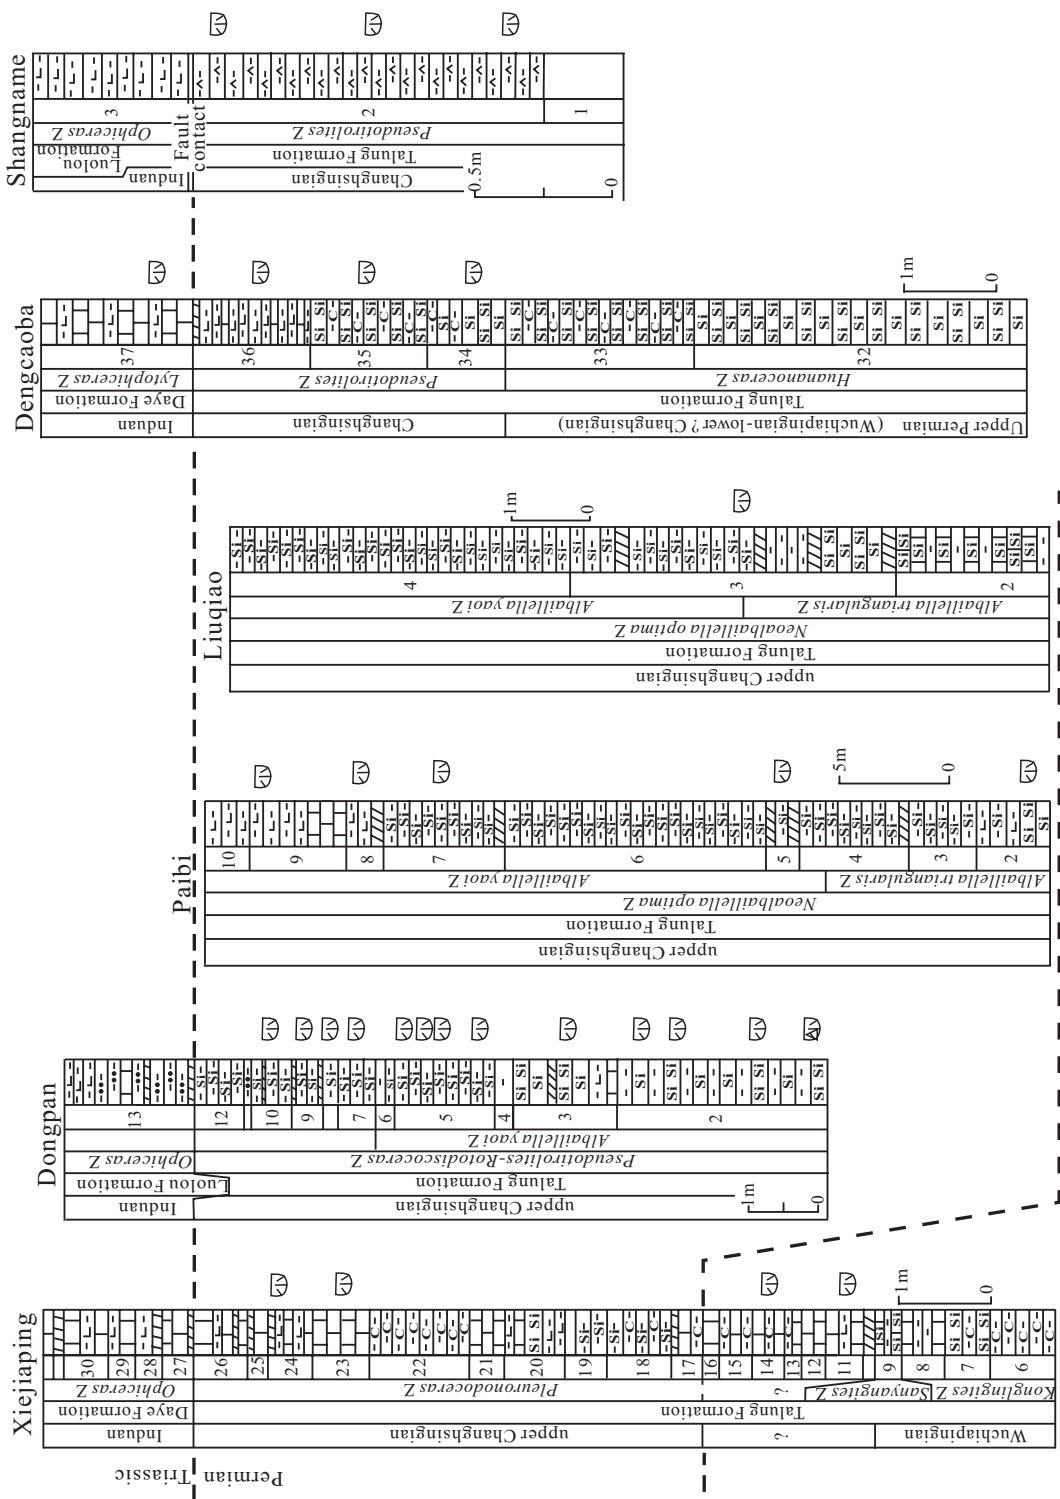 Shangname
3
2
1
Ophiceras Z
Pseudotirolites Z
Luolou
Formation
Fault
contact
Talung Formation
Induan
Changhsingian
0.5m
0
Dengcaoba
37
36
35
34
33
32
Lytophiceras Z
Pseudotirolites Z
Huananoceras Z
Daye Formation
Talung Formation
Induan
Changhsingian
(Wuchiapingian-lower? Changhsingian)
Upper Permian
1m
0
Liuqiao
4
3
2
Albaillella yaoi Z
Albaillella triangularis Z
Neoalbaillella optima Z
Talung Formation
upper Changhsingian
1m
0
Paibi
10
9
8
7
6
5
4
3
2
Albaillella yaoi Z
Albaillella triangularis Z
Neoalbaillella optima Z
Talung Formation
upper Changhsingian
5m
0
Dongpan
13
12
10
9
7
6
5
4
3
2
Albaillella yaoi Z
Ophiceras Z
Pseudotirolites-Rotodiscoceras Z
Luolou Formation
Talung Formation
Induan
upper Changhsingian
1m
0
Xiejiaping
30
29
28
27
26
25
24
23
22
21
20
19
18
17
16
15
14
13
12
11
9
8
7
6
Ophiceras Z
Pleuronodoceras Z
?
Sanyangites Z
Konglingites Z
Daye Formation
Talung Formation
Induan
upper Changhsingian
?
Wuchiapingian
1m
0
Triassic
Permian